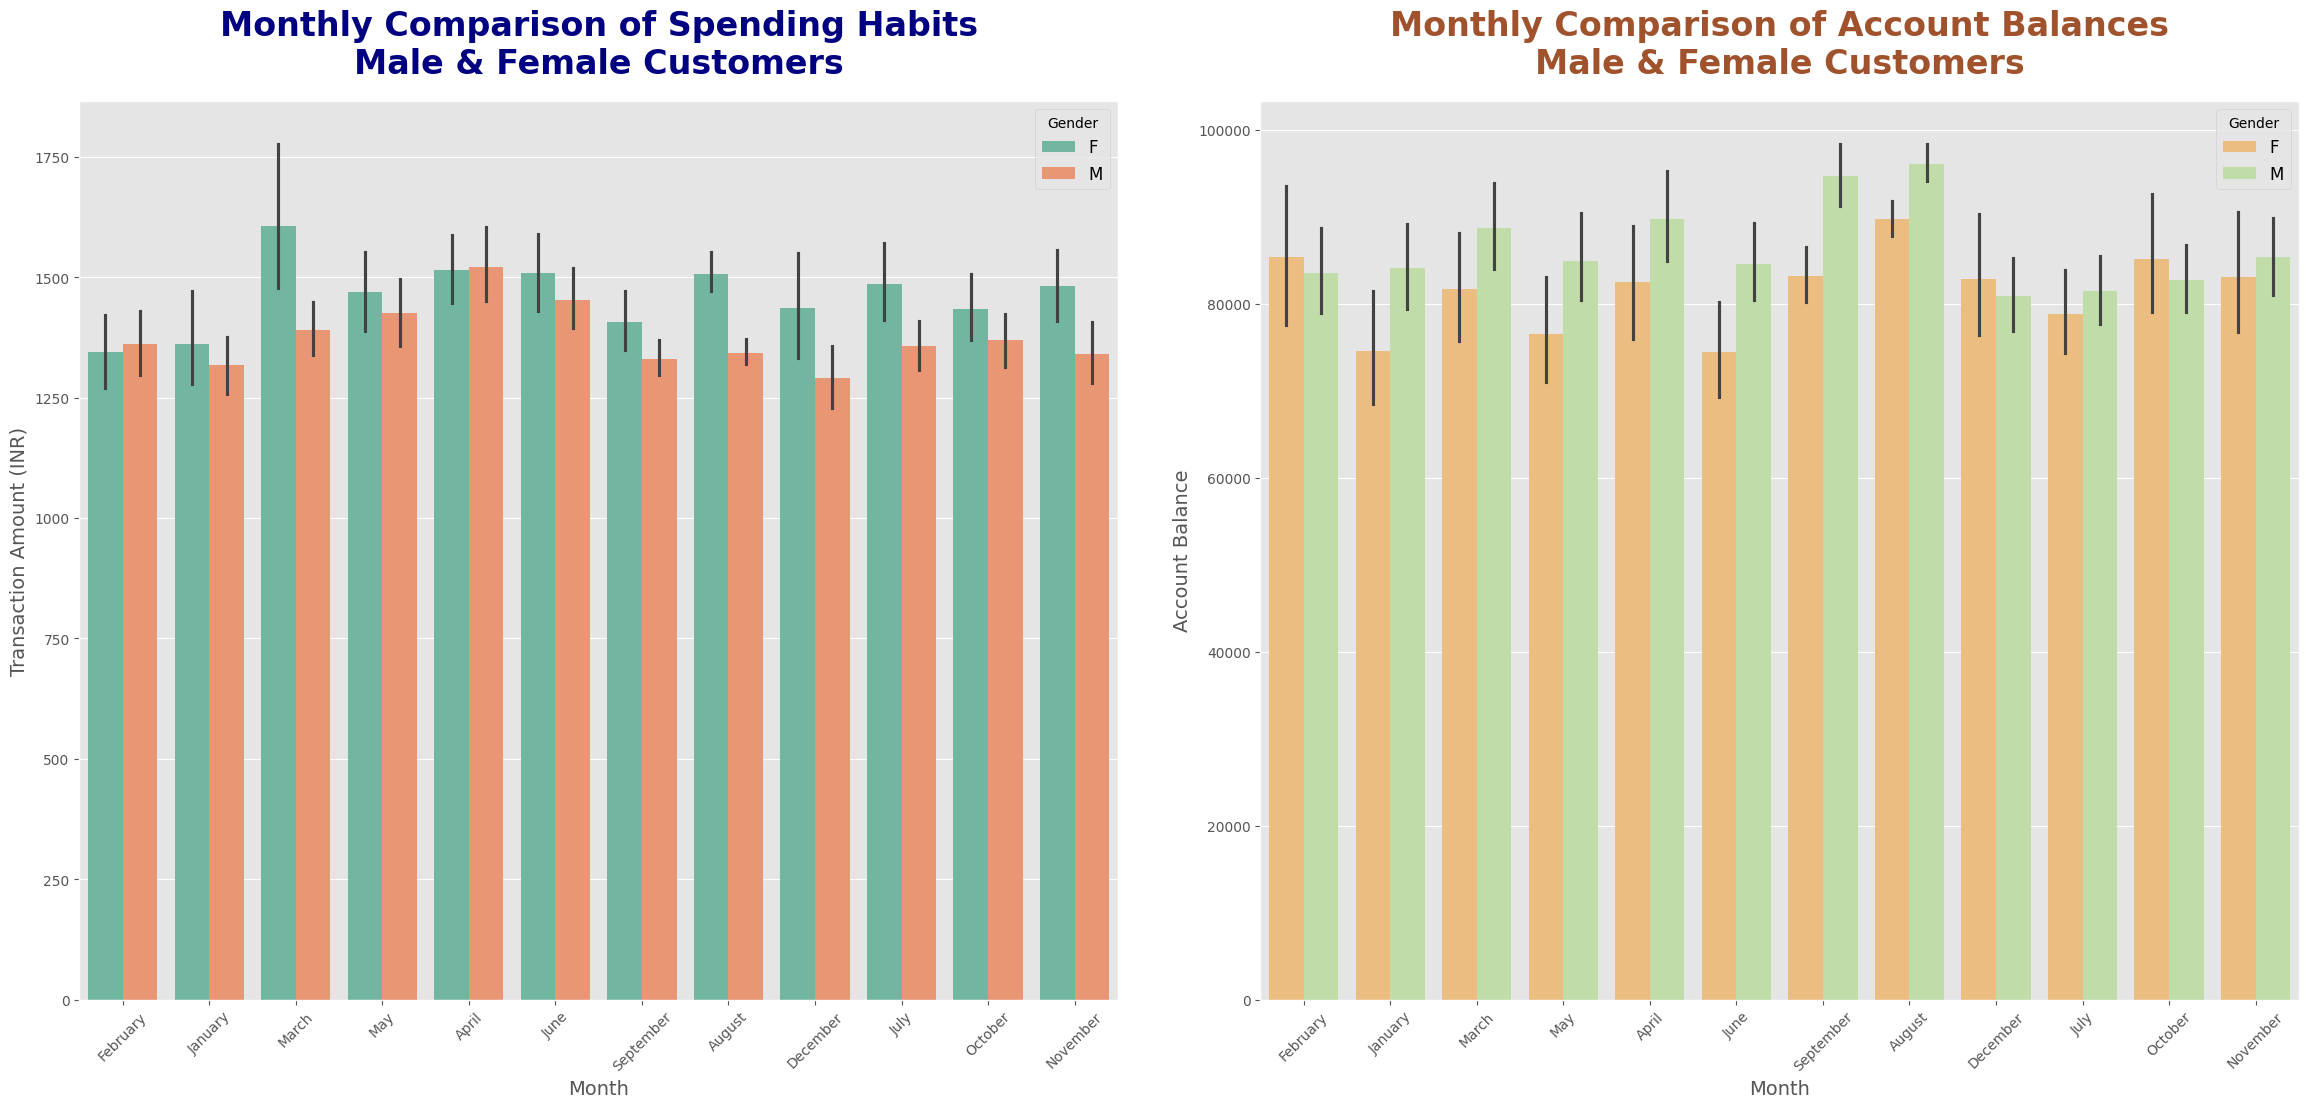 Monthly Comparison of Spending Habits
Male & Female Customers
Gender
F
M
1750
1500
1250
1000
750
500
250
0
Transaction Amount (INR)
February
January
March
May
April
June
September
August
December
July
October
November
Month
Monthly Comparison of Account Balances
Male & Female Customers
Gender
F
M
100000
80000
60000
40000
20000
0
Account Balance
February
January
March
May
April
June
September
August
December
July
October
November
Month